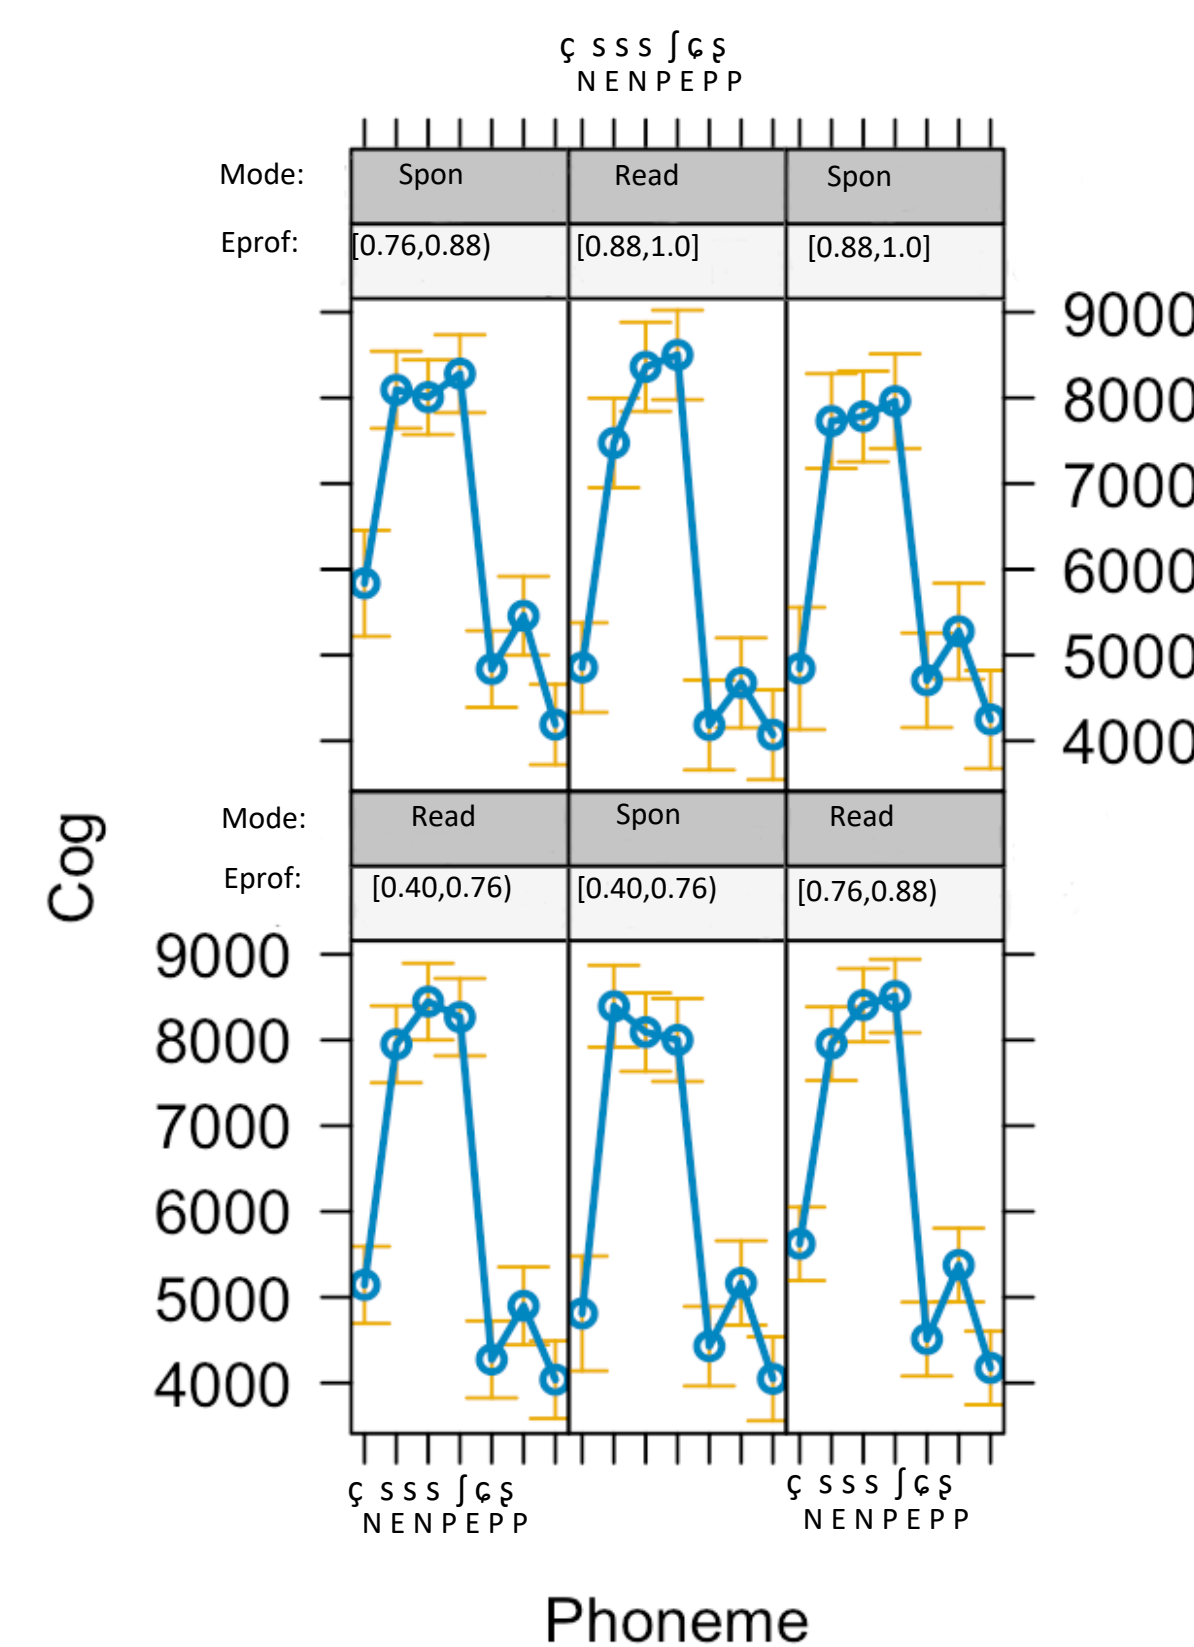 ç s s s ʃ ɕ ʂ
N E N P E P P
Mode: Spon Read Spon
Eprof: [0.76,0.88) [0.88,1.0] [0.88,1.0]
9000
8000
7000
6000
5000
4000
Cog
Mode: Read Spon Read
Eprof: [0.40,0.76) [0.40,0.76) [0.76,0.88)
9000
8000
7000
6000
5000
4000
ç s s s ʃ ɕ ʂ ç s s s ʃ ɕ ʂ
N E N P E P P N E N P E P P
Phoneme